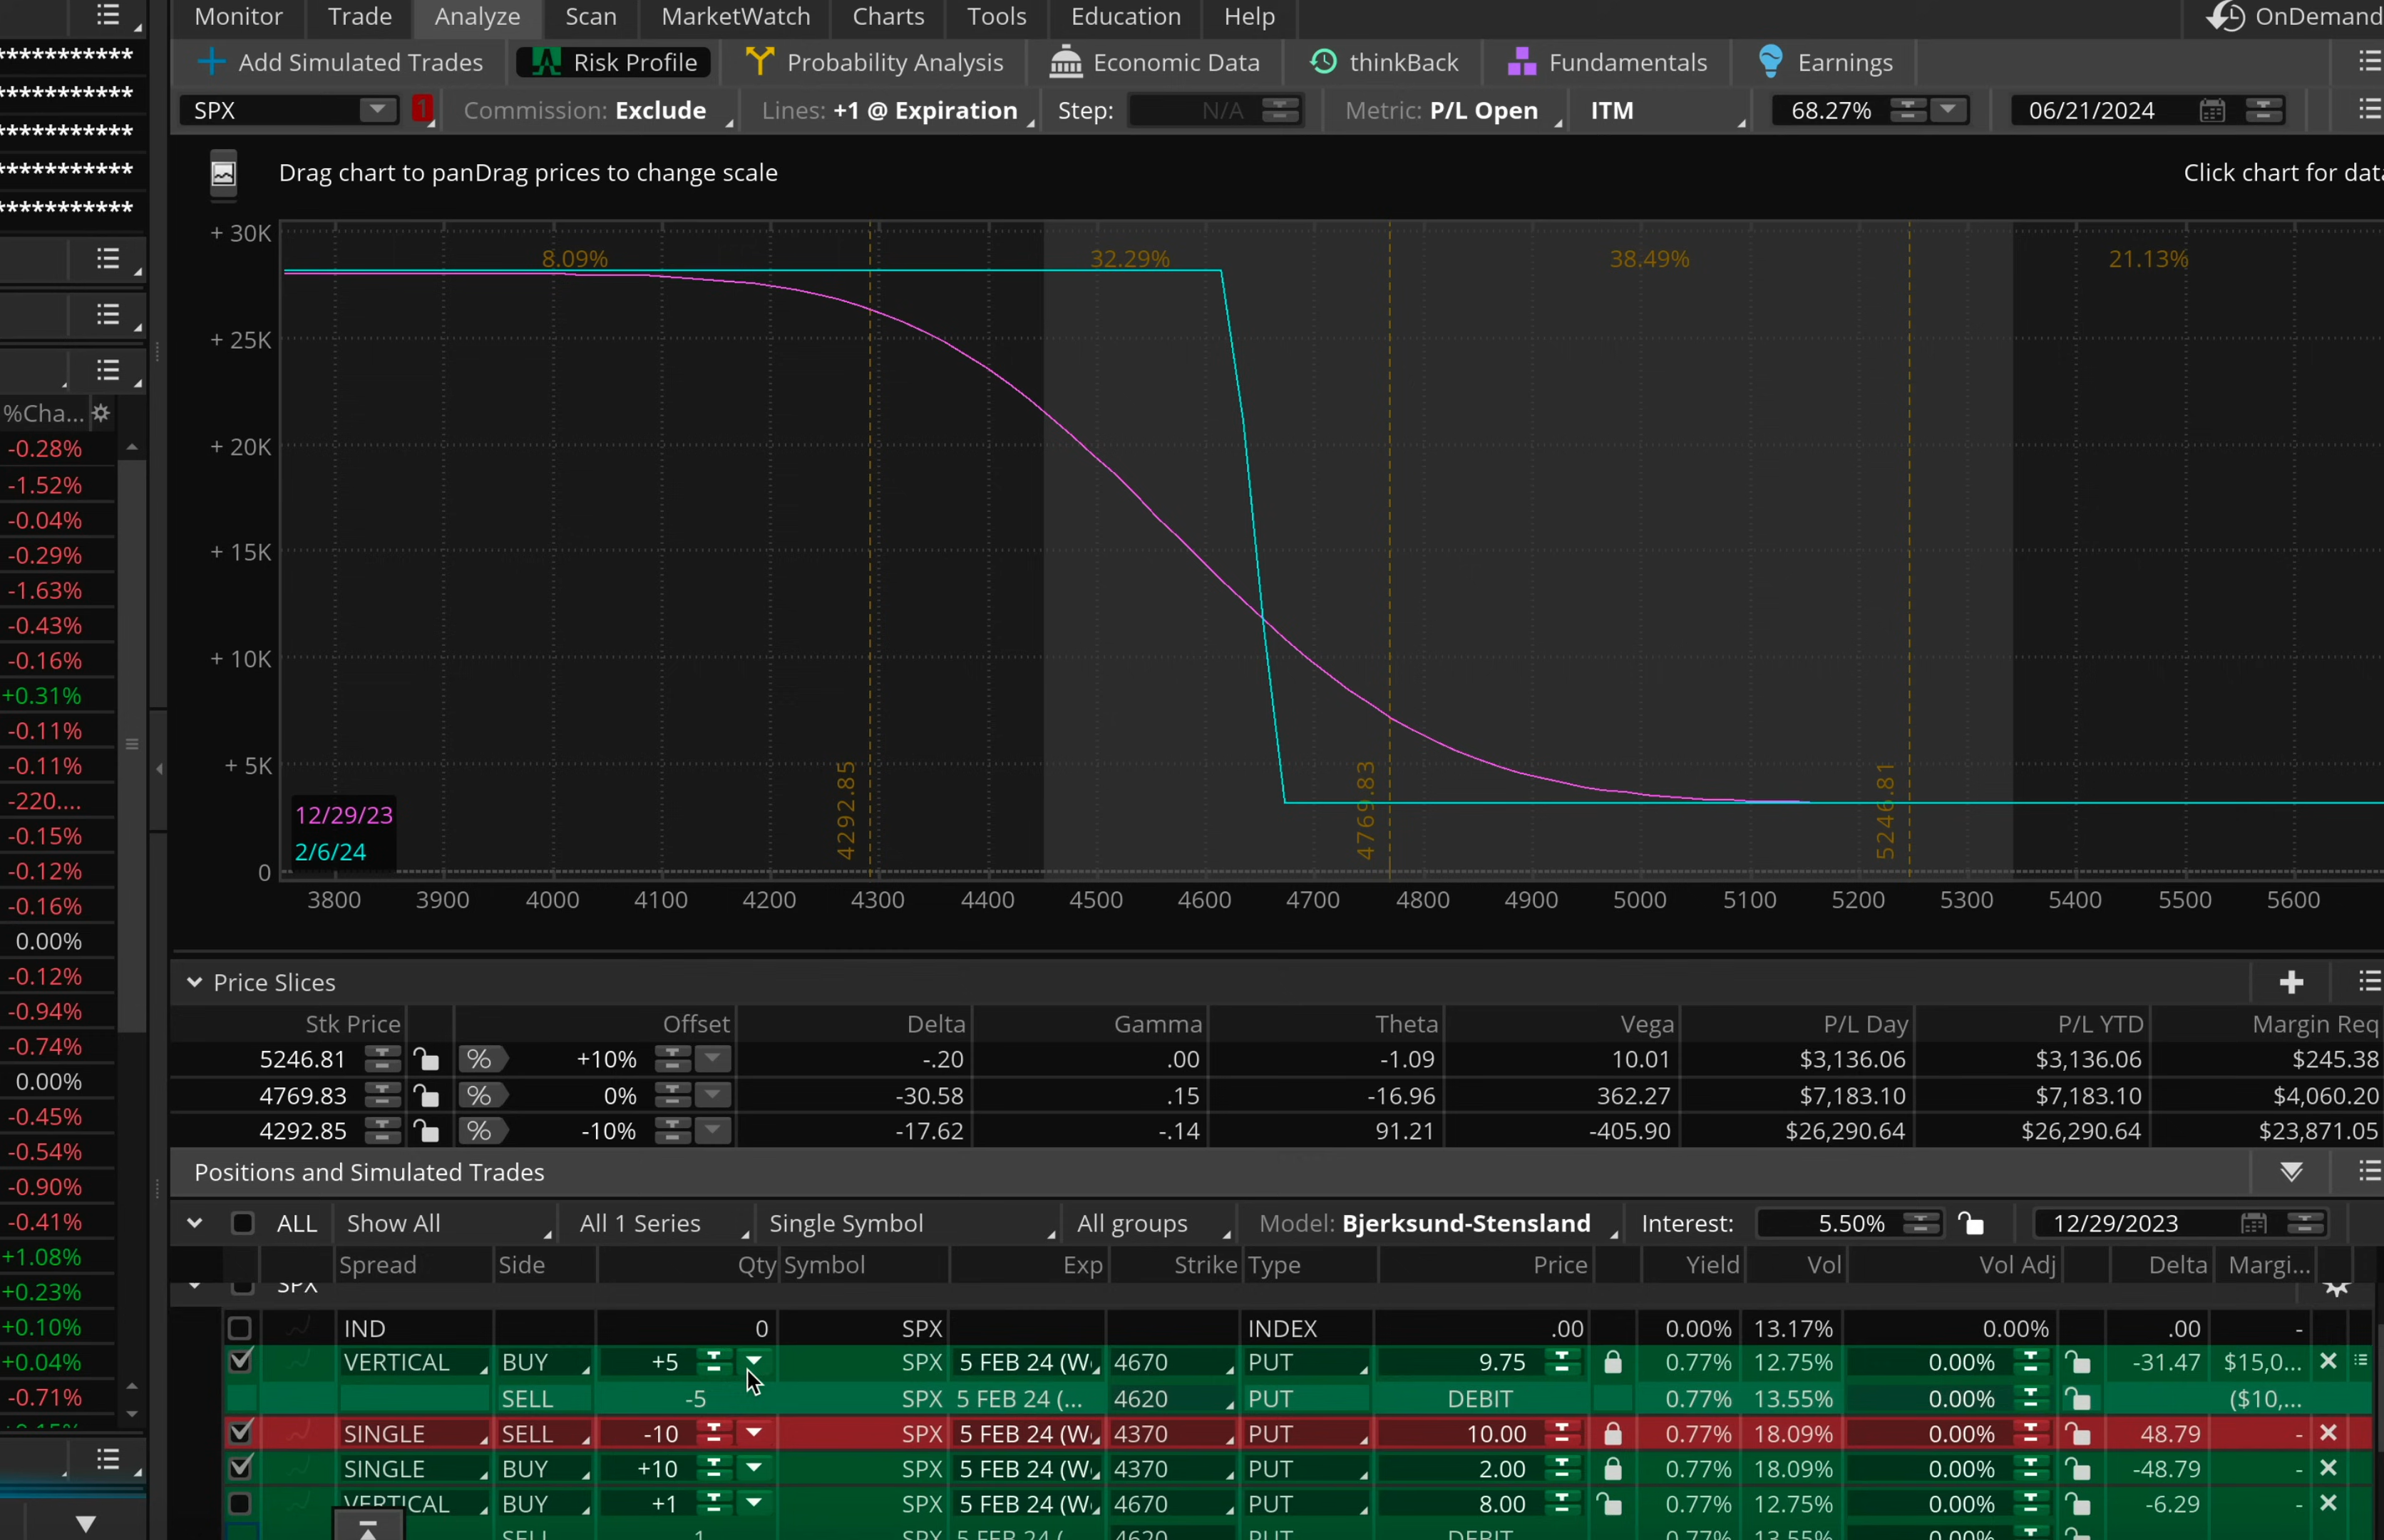 Monitor Trade Analyze Scan MarketWatch Charts Tools Education Help OnDemand
Add Simulated Trades Risk Profile Probability Analysis Economic Data thinkBack Fundamentals Earnings
SPX 1 Commission: Exclude Lines: +1 @ Expiration Step: N/A Metric: P/L Open ITM 68.27% 06/21/2024
Drag chart to panDrag prices to change scale Click chart for data
***********
***********
***********
***********
***********
%Cha...
-0.28%
-1.52%
-0.04%
-0.29%
-1.63%
-0.43%
-0.16%
+0.31%
-0.11%
-0.11%
-220....
-0.15%
-0.12%
-0.16%
0.00%
-0.12%
-0.94%
-0.74%
0.00%
-0.45%
-0.54%
-0.90%
-0.41%
+1.08%
+0.23%
+0.10%
+0.04%
-0.71%
+ 30K
+ 25K
+ 20K
+ 15K
+ 10K
+ 5K
0
8.09% 32.29% 38.49% 21.13%
4292.85 4769.83 5246.81
12/29/23
2/6/24
3800 3900 4000 4100 4200 4300 4400 4500 4600 4700 4800 4900 5000 5100 5200 5300 5400 5500 5600
Price Slices
Stk Price Offset Delta Gamma Theta Vega P/L Day P/L YTD Margin Req
5246.81 % +10% -.20 .00 -1.09 10.01 $3,136.06 $3,136.06 $245.38
4769.83 % 0% -30.58 .15 -16.96 362.27 $7,183.10 $7,183.10 $4,060.20
4292.85 % -10% -17.62 -.14 91.21 -405.90 $26,290.64 $26,290.64 $23,871.05
Positions and Simulated Trades
ALL Show All All 1 Series Single Symbol All groups Model: Bjerksund-Stensland Interest: 5.50% 12/29/2023
Spread Side Qty Symbol Exp Strike Type Price Yield Vol Vol Adj Delta Margi...
SPX
IND 0 SPX INDEX .00 0.00% 13.17% 0.00% .00 -
VERTICAL BUY +5 SPX 5 FEB 24 (W 4670 PUT 9.75 0.77% 12.75% 0.00% -31.47 $15,0...
SELL -5 SPX 5 FEB 24 (... 4620 PUT DEBIT 0.77% 13.55% 0.00% ($10,...
SINGLE SELL -10 SPX 5 FEB 24 (W 4370 PUT 10.00 0.77% 18.09% 0.00% 48.79 -
SINGLE BUY +10 SPX 5 FEB 24 (W 4370 PUT 2.00 0.77% 18.09% 0.00% -48.79 -
VERTICAL BUY +1 SPX 5 FEB 24 (W 4670 PUT 8.00 0.77% 12.75% 0.00% -6.29 -
SELL SPX 5 FEB 24 ( 4620 PUT DEBIT 0.77% 13.55% 0.00%